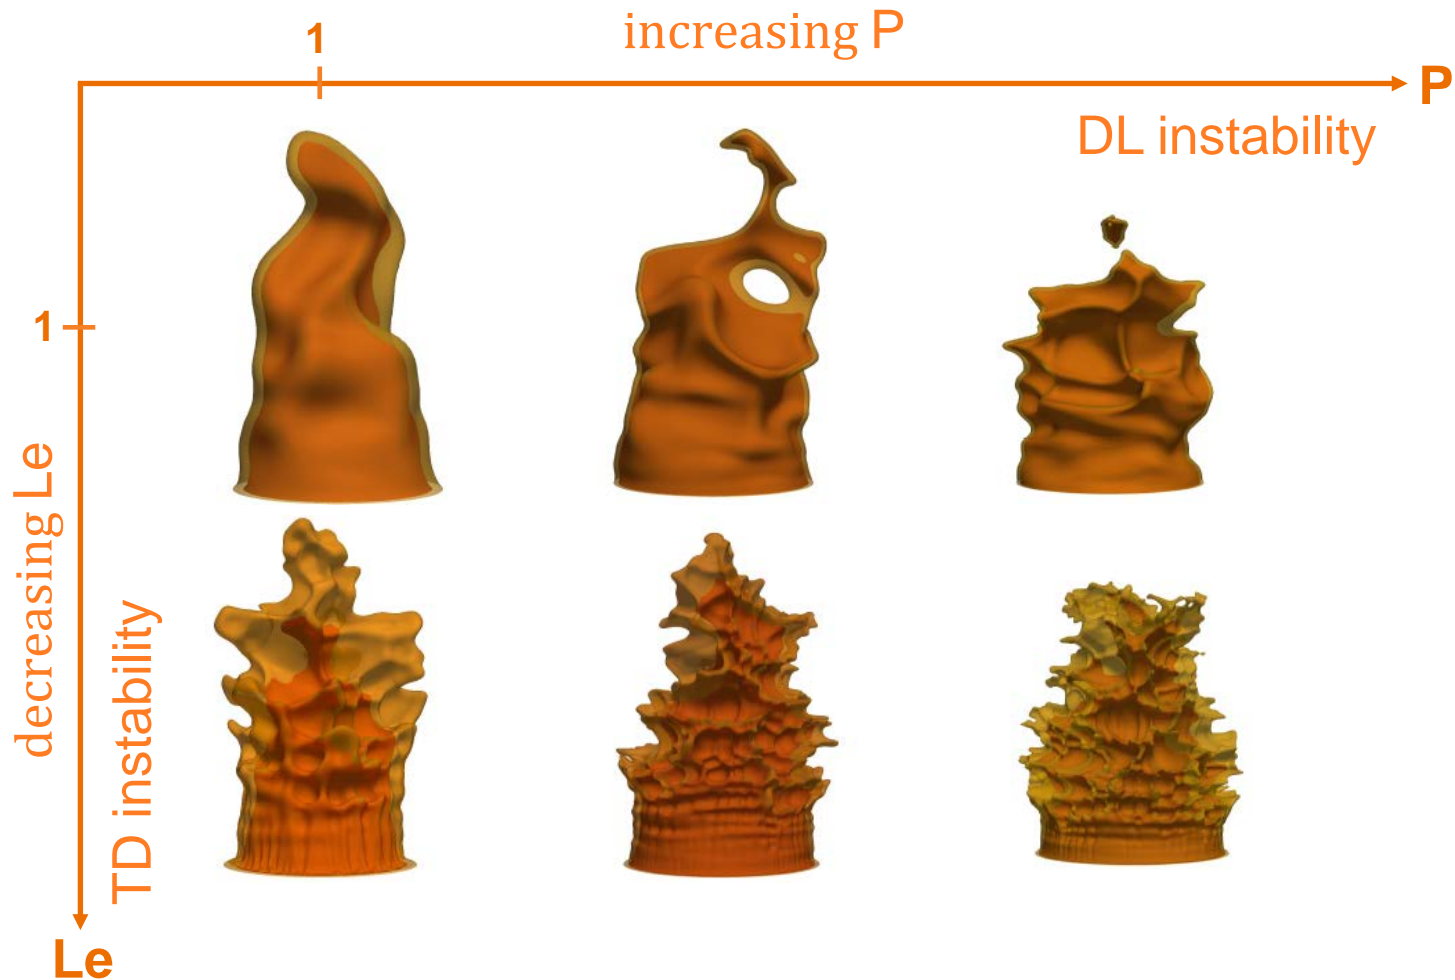 1
increasing P
P
DL instability
1
decreasing Le
TD instability
Le